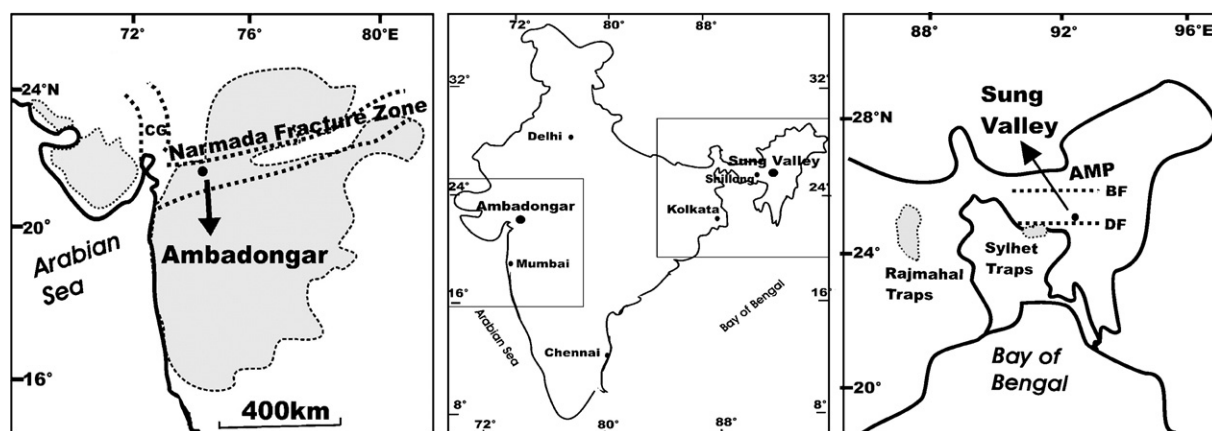 72°
76°
80°E
24°N
CG
Narmada Fracture Zone
20°
Ambadongar
Arabian
Sea
16°
400km
72°
80°
88°
32°
32°
Delhi
Sung Valley
Shillong
24°
24°
Ambadongar
Kolkata
Mumbai
16°
16°
Arabian Sea
Bay of Bengal
Chennai
8°
8°
72°
80°
88°
88°
92°
96°E
28°N
Sung
Valley
AMP
BF
DF
24°
Sylhet
Traps
Rajmahal
Traps
Bay of
Bengal
20°